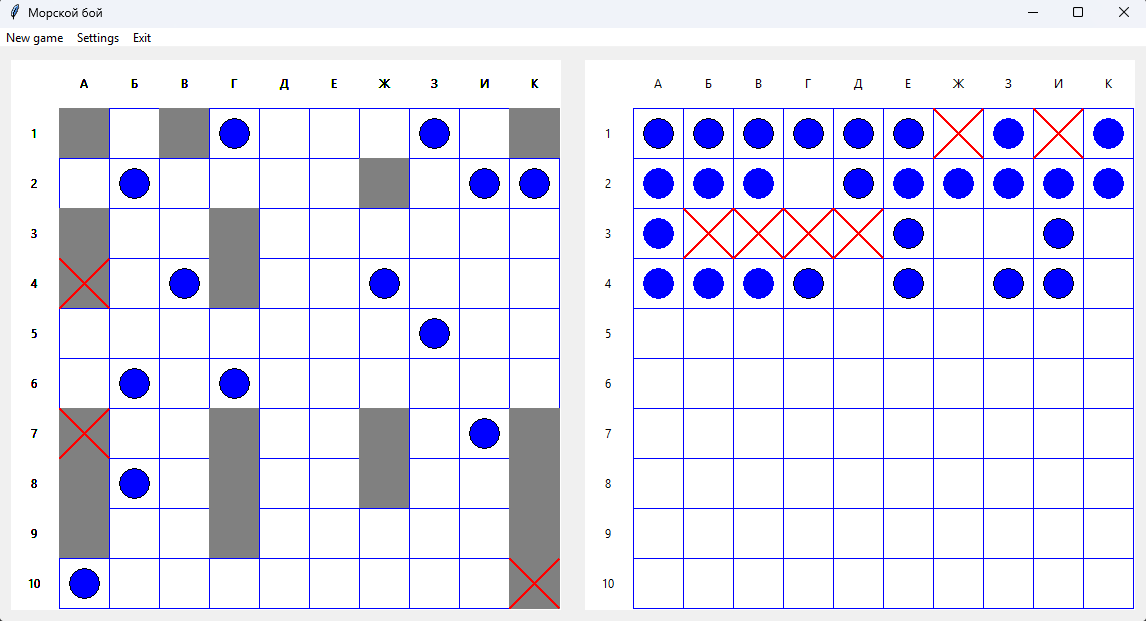 Морской бой
New game Settings Exit
А Б В Г Д Е Ж З И К
А Б В Г Д Е Ж З И К
1 1
2 2
3 3
4 4
5 5
6 6
7 7
8 8
9 9
10 10